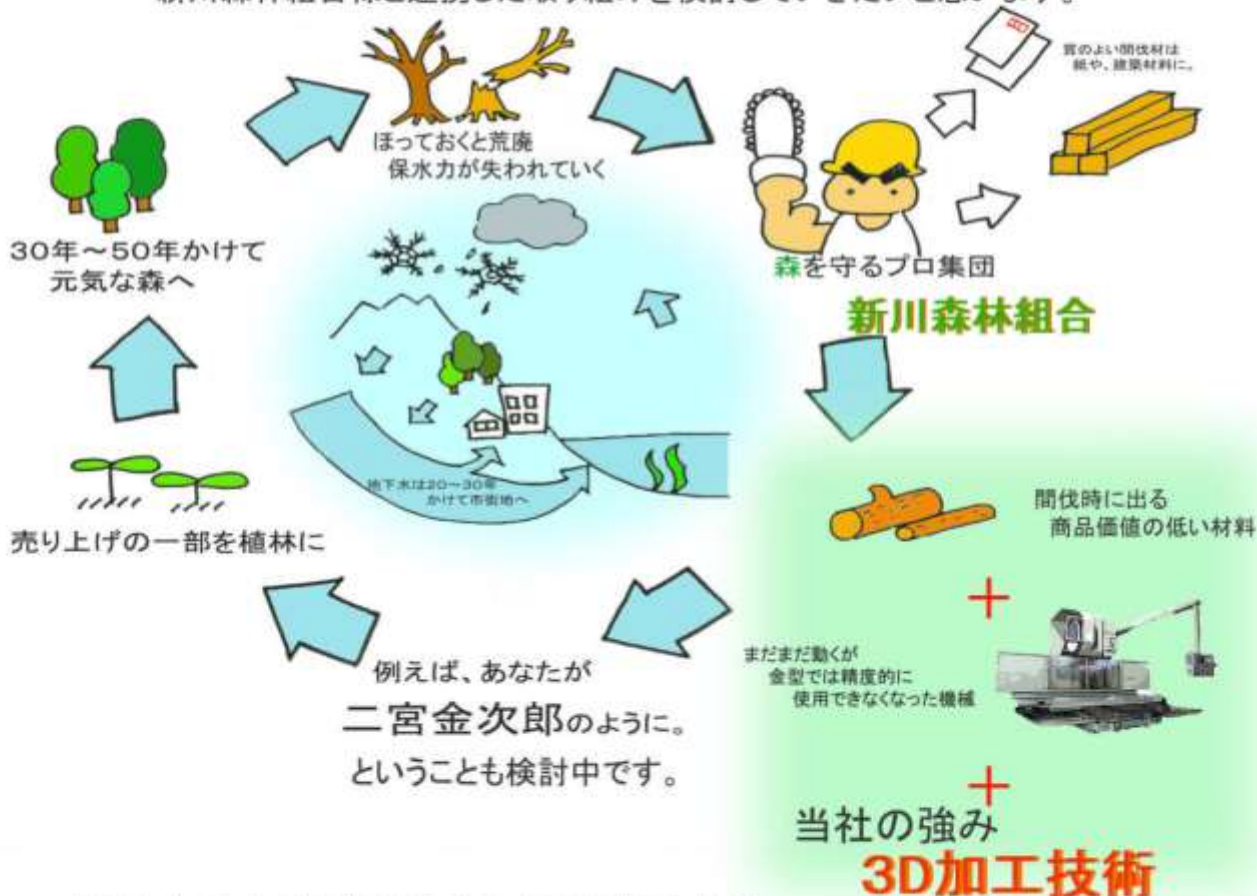 ほっておくと荒廃
保水力が失われていく
質のよい間伐材は
紙や、建築材料に。
30年～50年かけて
元気な森へ
森を守るプロ集団
新川森林組合
地下水は20～30年
かけて市街地へ
売り上げの一部を植林に
間伐時に出る
商品価値の低い材料
+
まだまだ動くが
金型では精度的に
使用できなくなった機械
例えば、あなたが
二宮金次郎のように。
ということも検討中です。
+
当社の強み
3D加工技術